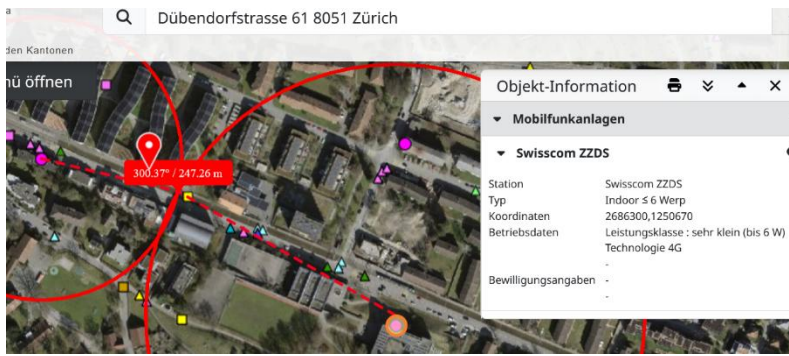 Dübendorfstrasse 61 8051 Zürich
den Kantonen
nü öffnen
300.37° / 247.26 m
Objekt-Information
Mobilfunkanlagen
Swisscom ZZDS
Station Swisscom ZZDS
Typ Indoor ≤ 6 Werp
Koordinaten 2686300,1250670
Betriebsdaten Leistungsklasse : sehr klein (bis 6 W)
Technologie 4G
-
Bewilligungsangaben -
-